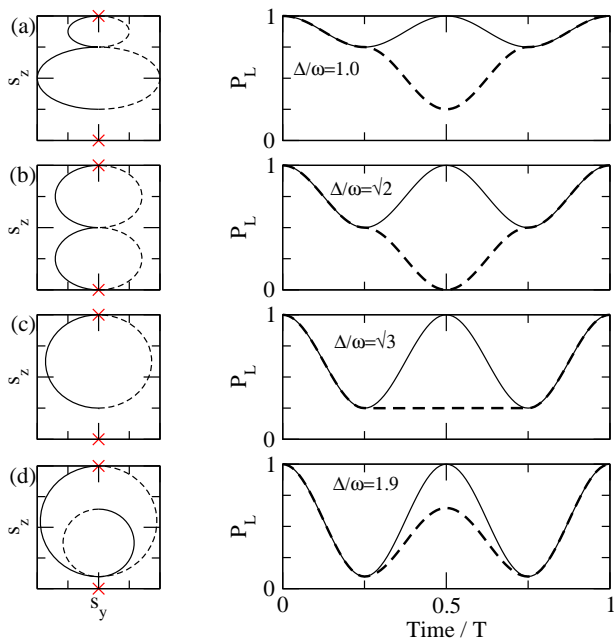 (a)
s_z
1
P_L
0
Δ/ω=1.0
(b)
s_z
1
P_L
0
Δ/ω=√2
(c)
s_z
1
P_L
0
Δ/ω=√3
(d)
s_z
1
P_L
0
Δ/ω=1.9
s_y
0 0.5 1
Time / T